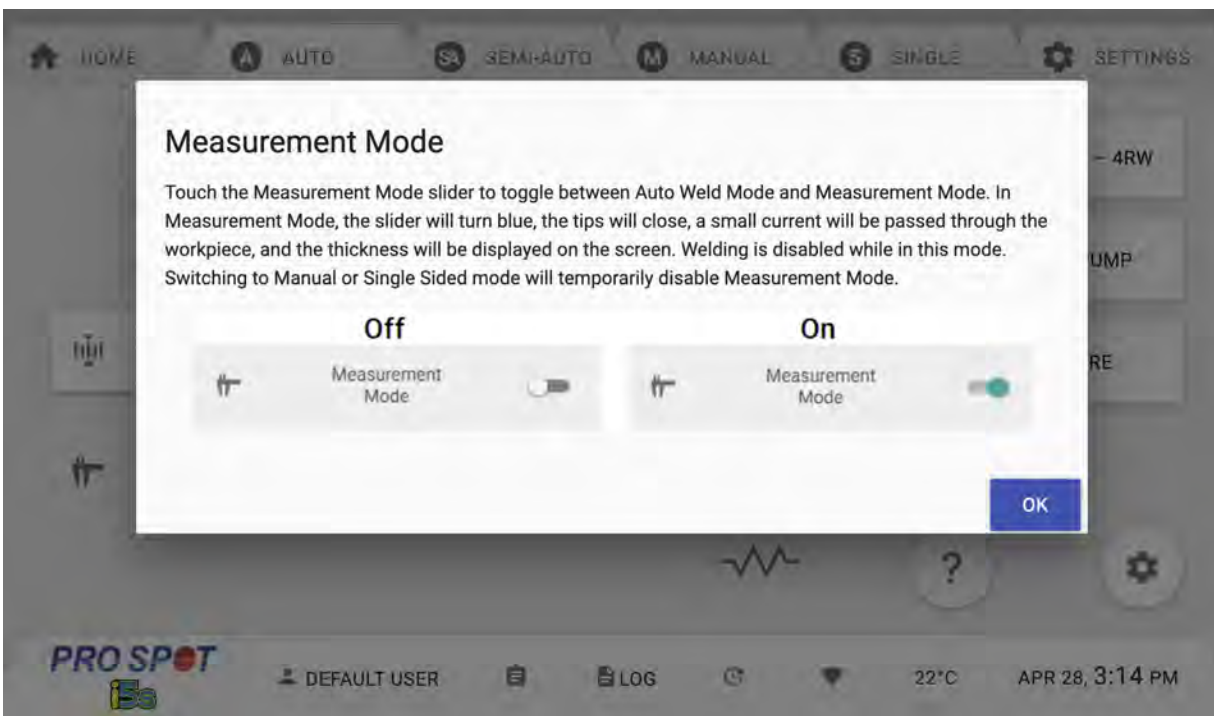 HOME
A AUTO
SA SEMI-AUTO
M MANUAL
S SINGLE
SETTINGS
Measurement Mode
Touch the Measurement Mode slider to toggle between Auto Weld Mode and Measurement Mode. In
Measurement Mode, the slider will turn blue, the tips will close, a small current will be passed through the
workpiece, and the thickness will be displayed on the screen. Welding is disabled while in this mode.
Switching to Manual or Single Sided mode will temporarily disable Measurement Mode.
Off
On
Measurement
Mode
Measurement
Mode
OK
– 4RW
UMP
RE
?
PRO SPOT
i5s
DEFAULT USER
LOG
22°C
APR 28, 3:14 PM